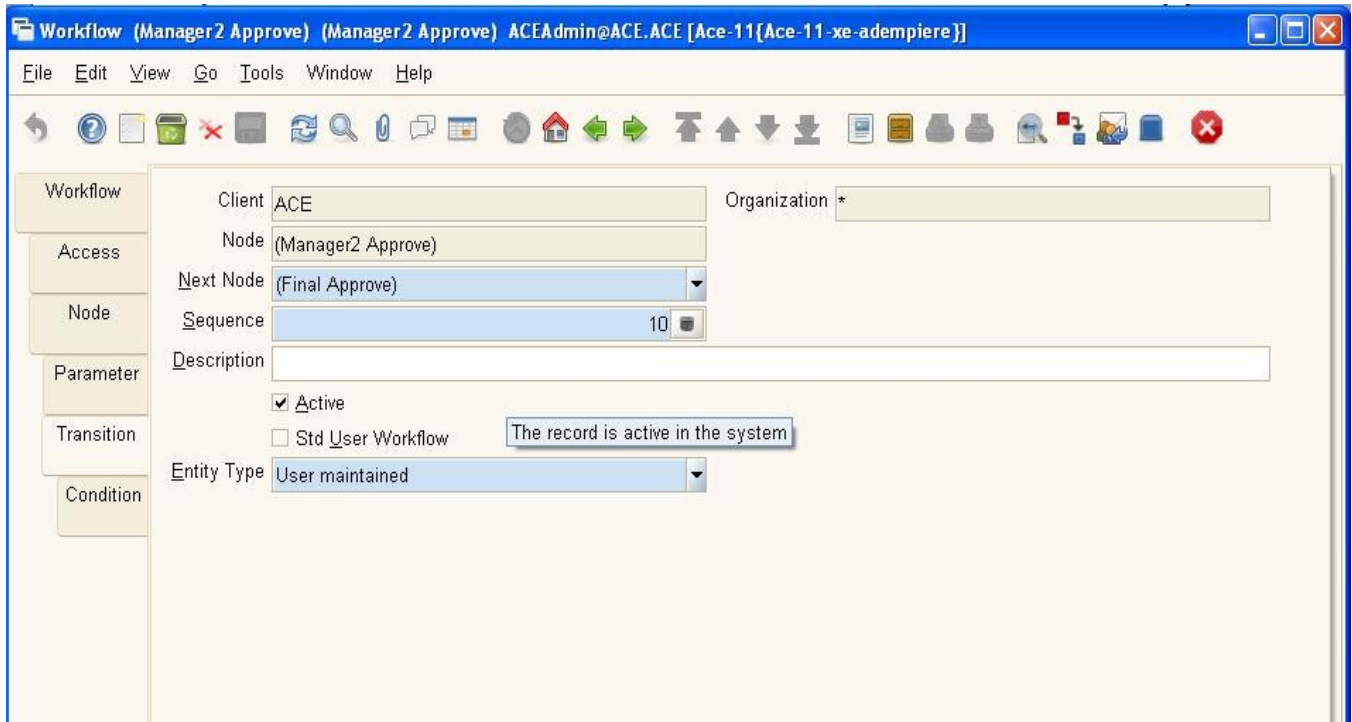 Workflow (Manager2 Approve) (Manager2 Approve) ACEAdmin@ACE.ACE [Ace-11{Ace-11-xe-adempiere}]
File Edit View Go Tools Window Help
Workflow
Access
Node
Parameter
Transition
Condition
Client ACE Organization *
Node (Manager2 Approve)
Next Node (Final Approve)
Sequence 10
Description
Active
Std User Workflow The record is active in the system
Entity Type User maintained